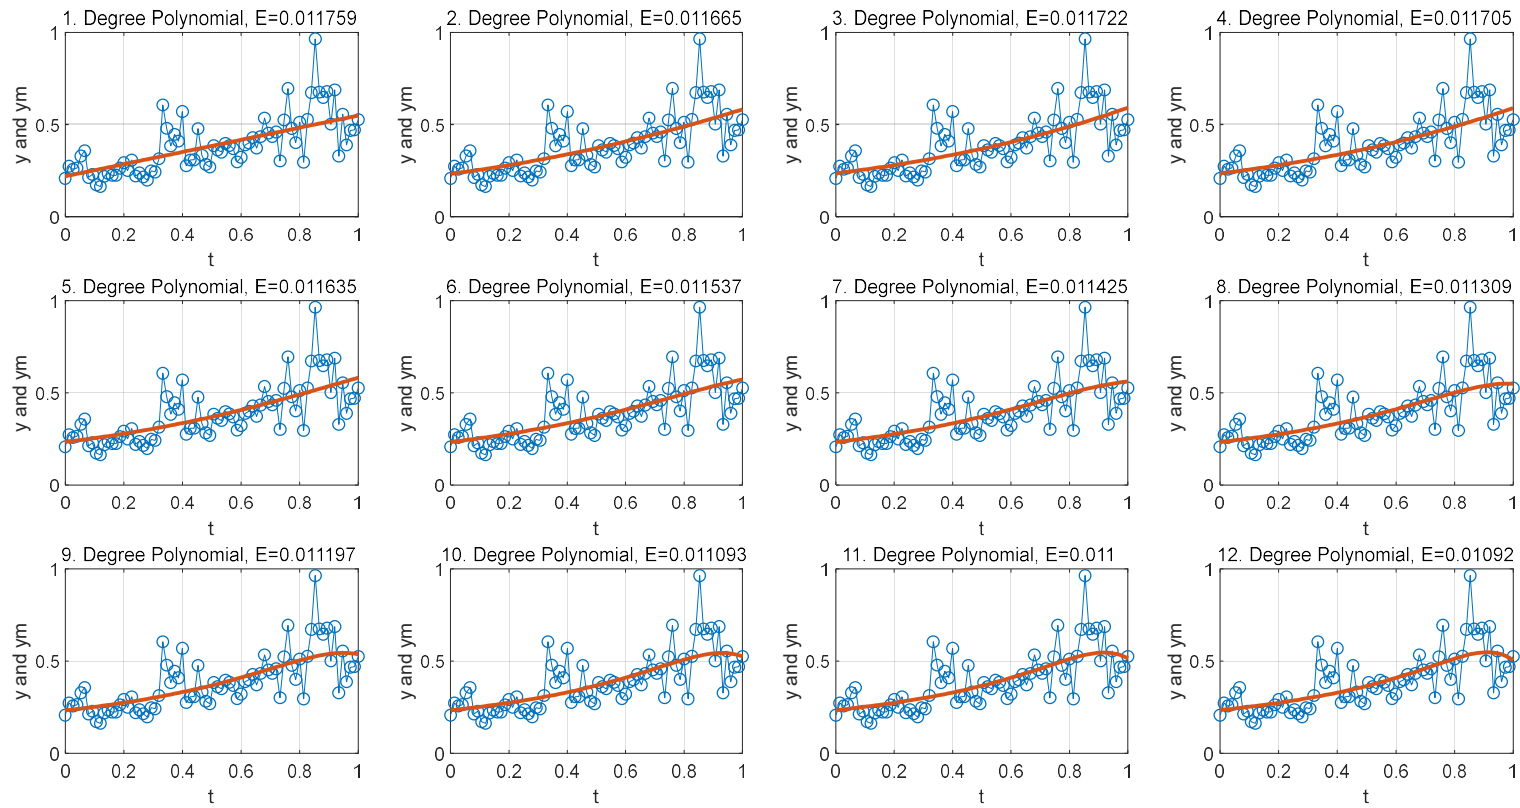 1. Degree Polynomial, E=0.011759
2. Degree Polynomial, E=0.011665
3. Degree Polynomial, E=0.011722
4. Degree Polynomial, E=0.011705
1
0.5
0
y and ym
0 0.2 0.4 0.6 0.8 1
t
1
0.5
0
y and ym
0 0.2 0.4 0.6 0.8 1
t
1
0.5
0
y and ym
0 0.2 0.4 0.6 0.8 1
t
1
0.5
0
y and ym
0 0.2 0.4 0.6 0.8 1
t
5. Degree Polynomial, E=0.011635
6. Degree Polynomial, E=0.011537
7. Degree Polynomial, E=0.011425
8. Degree Polynomial, E=0.011309
1
0.5
0
y and ym
0 0.2 0.4 0.6 0.8 1
t
1
0.5
0
y and ym
0 0.2 0.4 0.6 0.8 1
t
1
0.5
0
y and ym
0 0.2 0.4 0.6 0.8 1
t
1
0.5
0
y and ym
0 0.2 0.4 0.6 0.8 1
t
9. Degree Polynomial, E=0.011197
10. Degree Polynomial, E=0.011093
11. Degree Polynomial, E=0.011
12. Degree Polynomial, E=0.01092
1
0.5
0
y and ym
0 0.2 0.4 0.6 0.8 1
t
1
0.5
0
y and ym
0 0.2 0.4 0.6 0.8 1
t
1
0.5
0
y and ym
0 0.2 0.4 0.6 0.8 1
t
1
0.5
0
y and ym
0 0.2 0.4 0.6 0.8 1
t